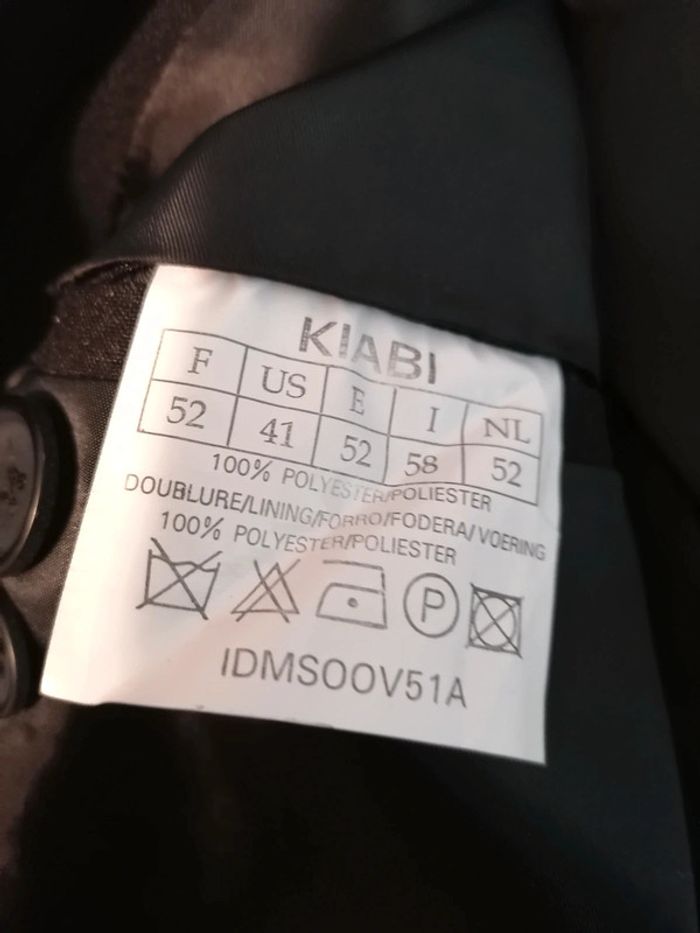 KIABI
F US E I NL
52 41 52 58 52
100% POLYESTER/POLIESTER
DOUBLURE/LINING/FORRO/FODERA/VOERING
100% POLYESTER/POLIESTER
P
IDMSOOV51A